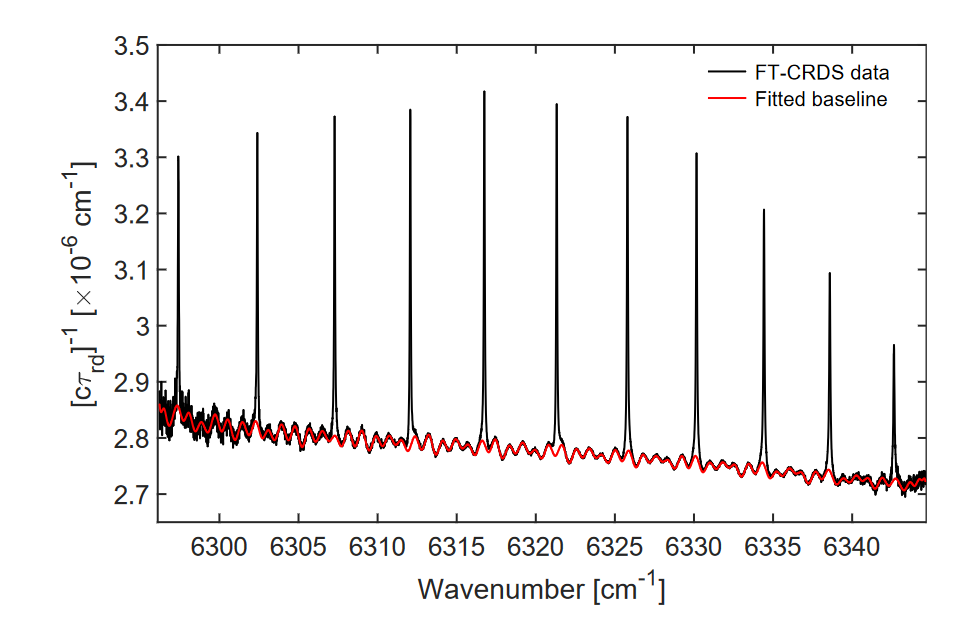 3.5
3.4
3.3
3.2
3.1
3
2.9
2.8
2.7
[cτrd]-1 [×10-6 cm-1]
FT-CRDS data
Fitted baseline
6300 6305 6310 6315 6320 6325 6330 6335 6340
Wavenumber [cm-1]